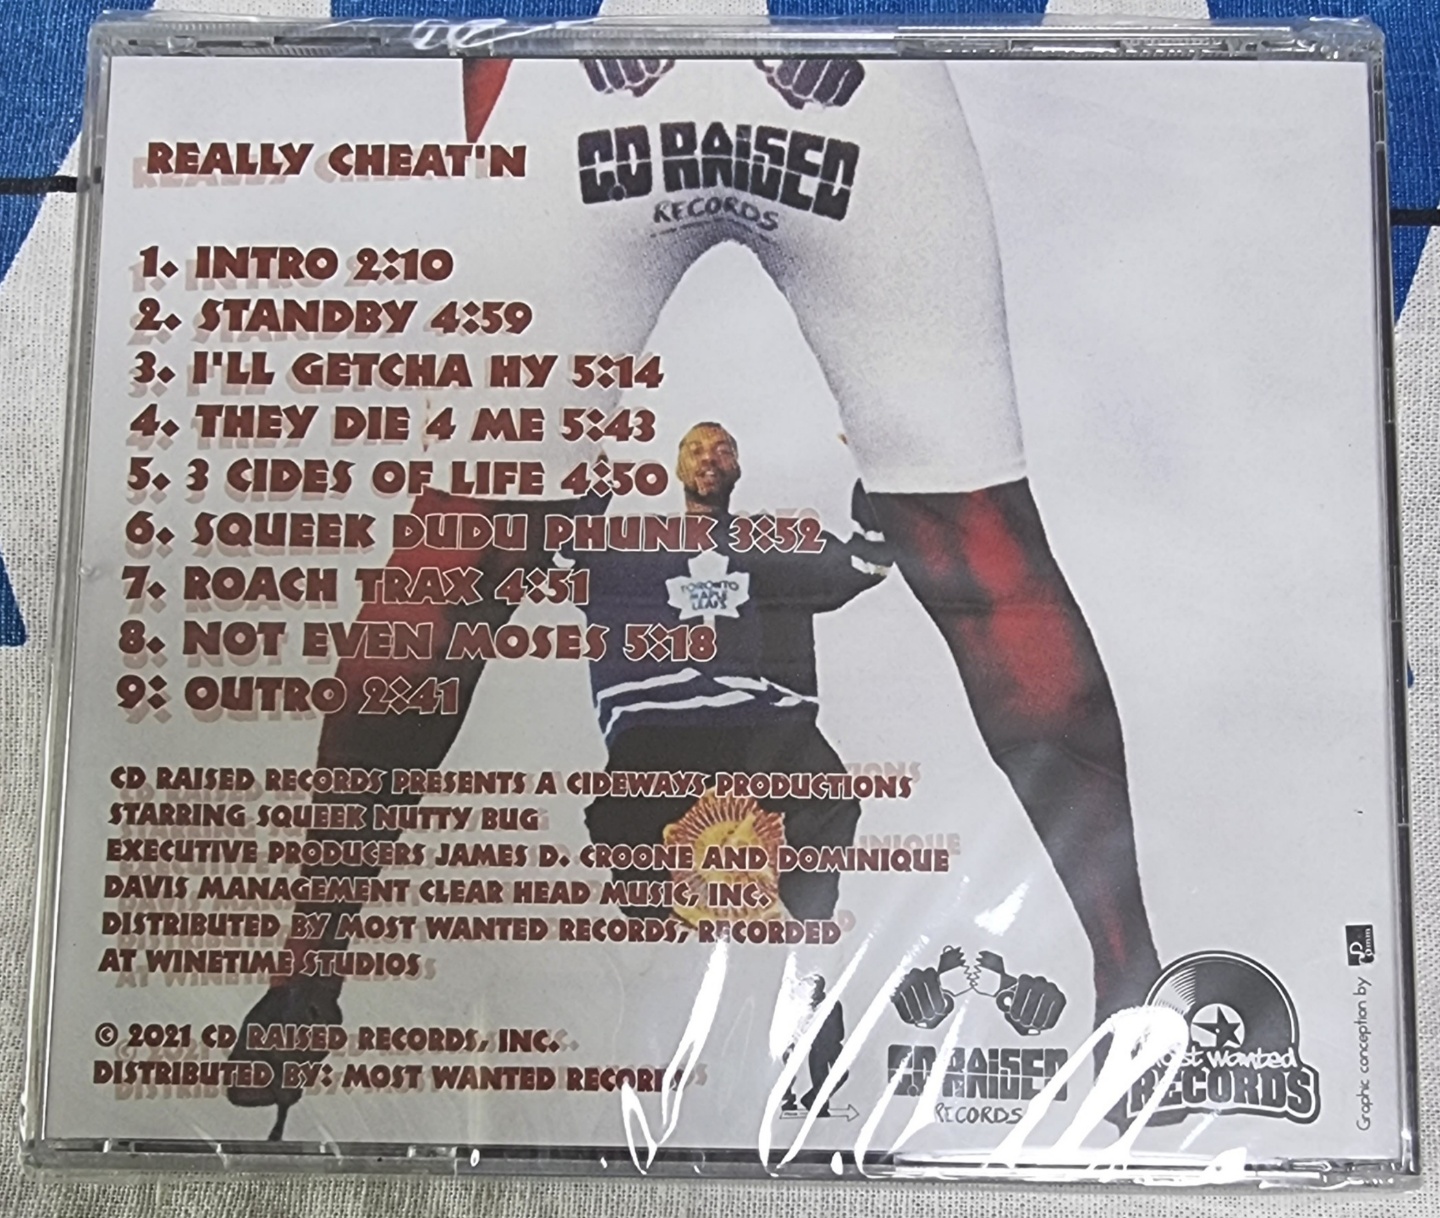 C.D RAISED
RECORDS
REALLY CHEAT'N
1. INTRO 2:10
2. STANDBY 4:59
3. I'LL GETCHA HY 5:14
4. THEY DIE 4 ME 5:43
5. 3 CIDES OF LIFE 4:50
6. SQUEEK DUDU PHUNK 3:52
7. ROACH TRAX 4:51
8. NOT EVEN MOSES 5:18
9: OUTRO 2:41
TORONTO
MAPLE
LEAFS
CD RAISED RECORDS PRESENTS A CIDEWAYS PRODUCTIONS
STARRING SQUEEK NUTTY BUG
EXECUTIVE PRODUCERS JAMES D. CROONE AND DOMINIQUE
DAVIS MANAGEMENT CLEAR HEAD MUSIC, INC.
DISTRIBUTED BY MOST WANTED RECORDS, RECORDED
AT WINETIME STUDIOS
© 2021 CD RAISED RECORDS, INC.
DISTRIBUTED BY: MOST WANTED RECORDS
C.D RAISED
RECORDS
Most Wanted
RECORDS
Graphic conception by